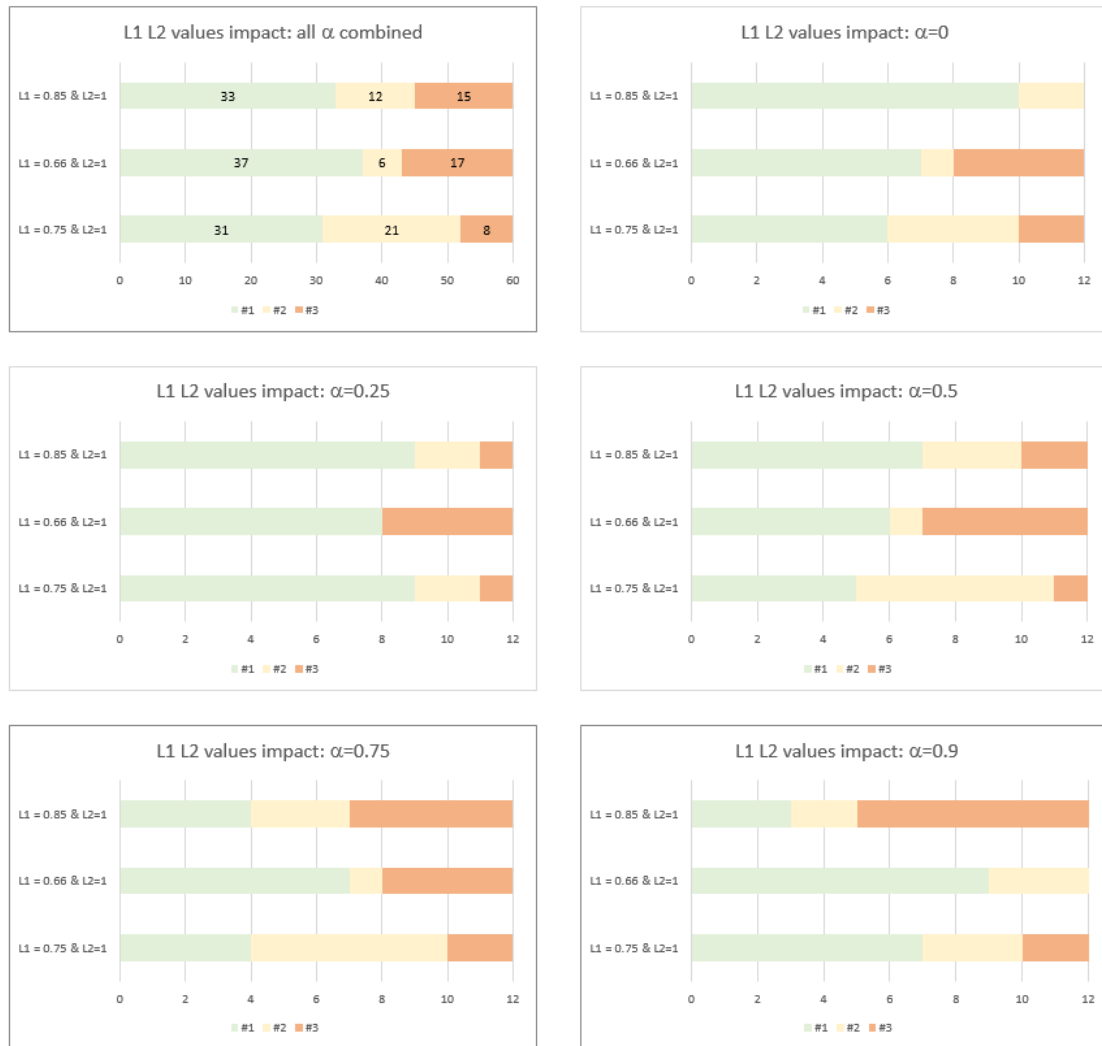 L1 L2 values impact: all α combined
L1 = 0.85 & L2=1
33 12 15
L1 = 0.66 & L2=1
37 6 17
L1 = 0.75 & L2=1
31 21 8
0 10 20 30 40 50 60
#1 #2 #3
L1 L2 values impact: α=0
L1 = 0.85 & L2=1
L1 = 0.66 & L2=1
L1 = 0.75 & L2=1
0 2 4 6 8 10 12
#1 #2 #3
L1 L2 values impact: α=0.25
L1 = 0.85 & L2=1
L1 = 0.66 & L2=1
L1 = 0.75 & L2=1
0 2 4 6 8 10 12
#1 #2 #3
L1 L2 values impact: α=0.5
L1 = 0.85 & L2=1
L1 = 0.66 & L2=1
L1 = 0.75 & L2=1
0 2 4 6 8 10 12
#1 #2 #3
L1 L2 values impact: α=0.75
L1 = 0.85 & L2=1
L1 = 0.66 & L2=1
L1 = 0.75 & L2=1
0 2 4 6 8 10 12
#1 #2 #3
L1 L2 values impact: α=0.9
L1 = 0.85 & L2=1
L1 = 0.66 & L2=1
L1 = 0.75 & L2=1
0 2 4 6 8 10 12
#1 #2 #3